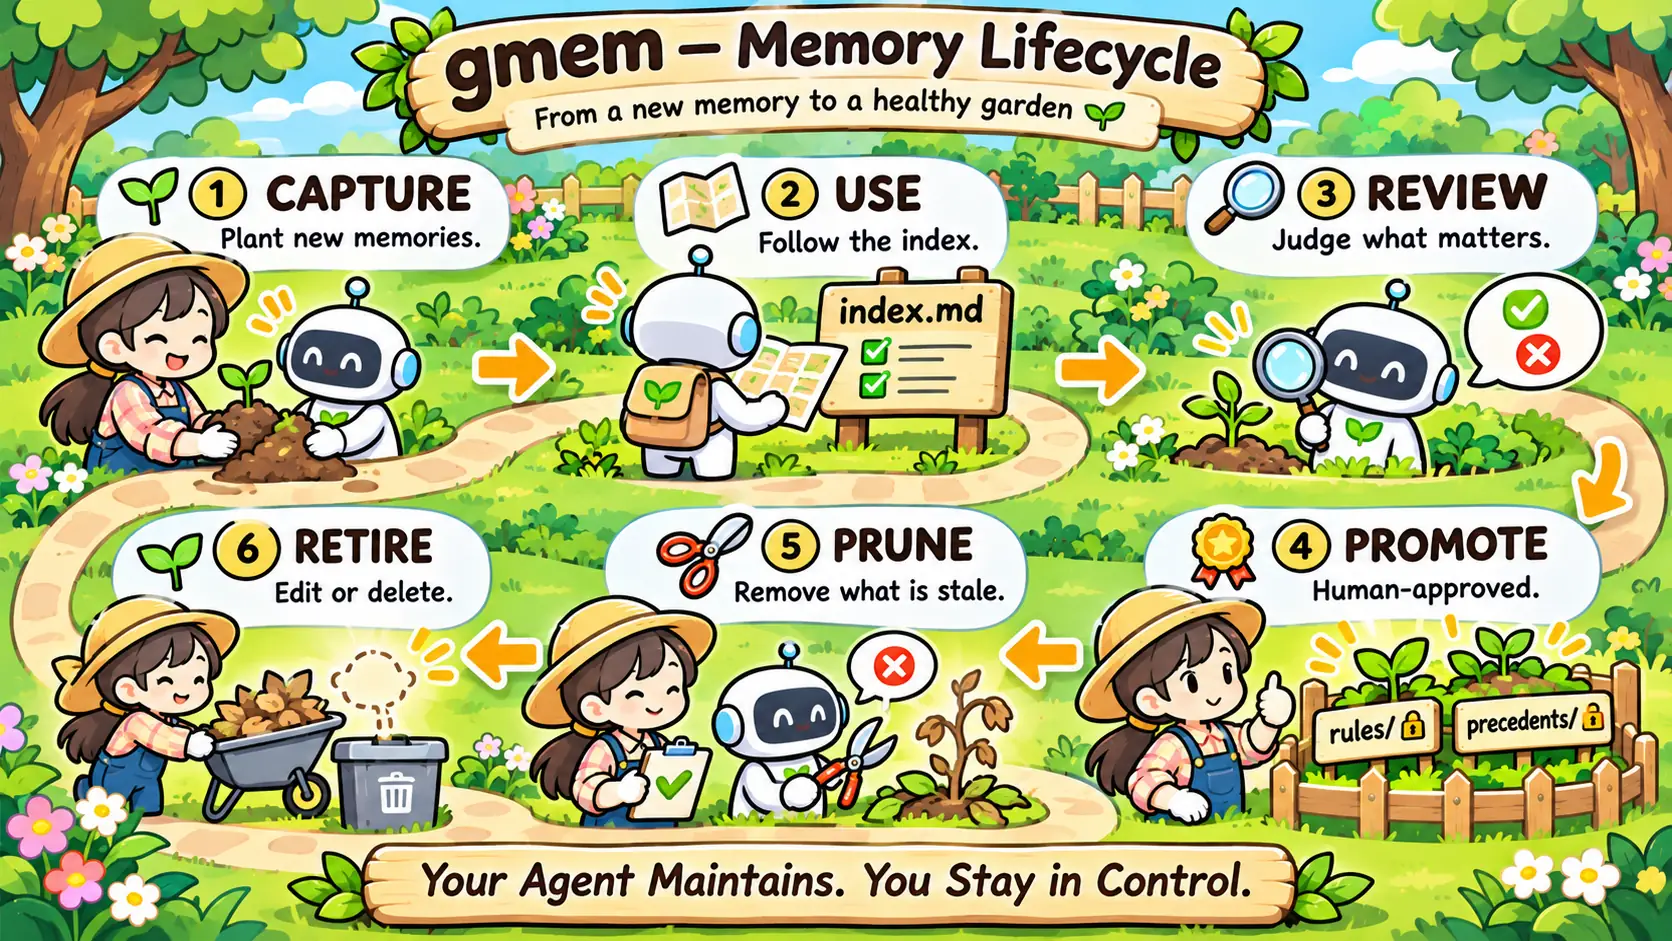 gmem – Memory Lifecycle
From a new memory to a healthy garden
1 CAPTURE
Plant new memories.
2 USE
Follow the index.
index.md
3 REVIEW
Judge what matters.
4 PROMOTE
Human-approved.
rules/
precedents/
5 PRUNE
Remove what is stale.
6 RETIRE
Edit or delete.
Your Agent Maintains. You Stay in Control.